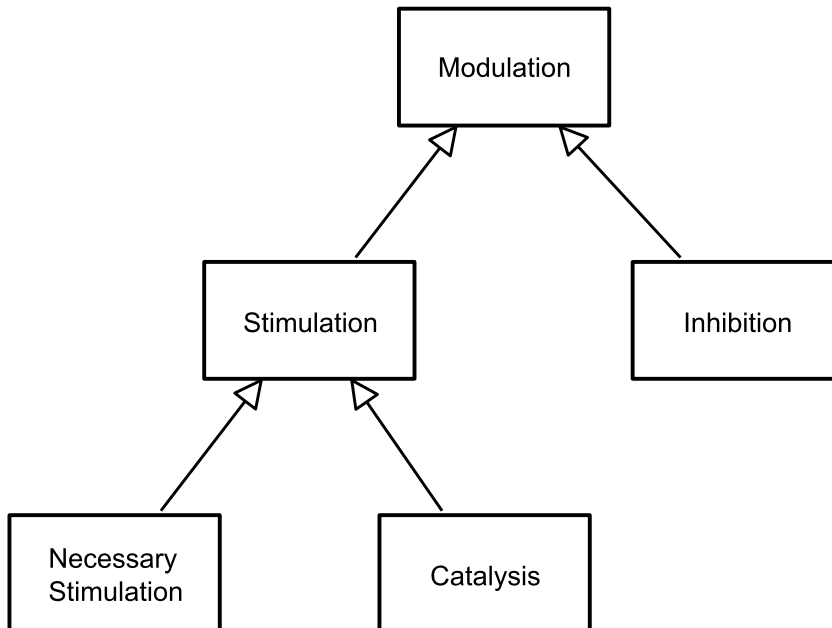 Modulation
Stimulation
Inhibition
Necessary
Stimulation
Catalysis